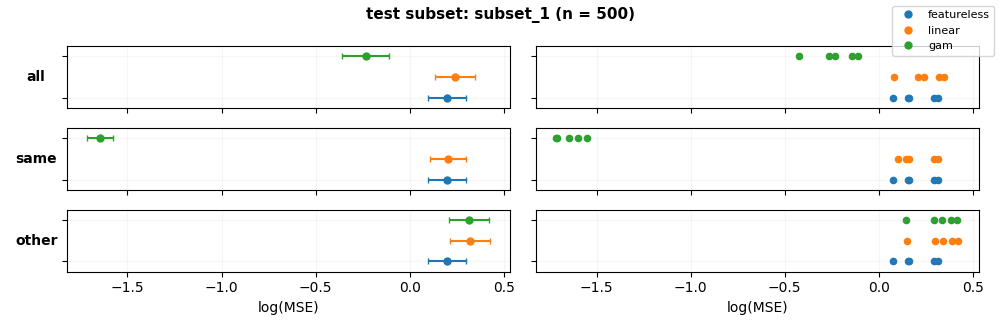 test subset: subset_1 (n = 500)
featureless
linear
gam
all
same
other
−1.5 −1.0 −0.5 0.0 0.5
−1.5 −1.0 −0.5 0.0 0.5
log(MSE)
log(MSE)